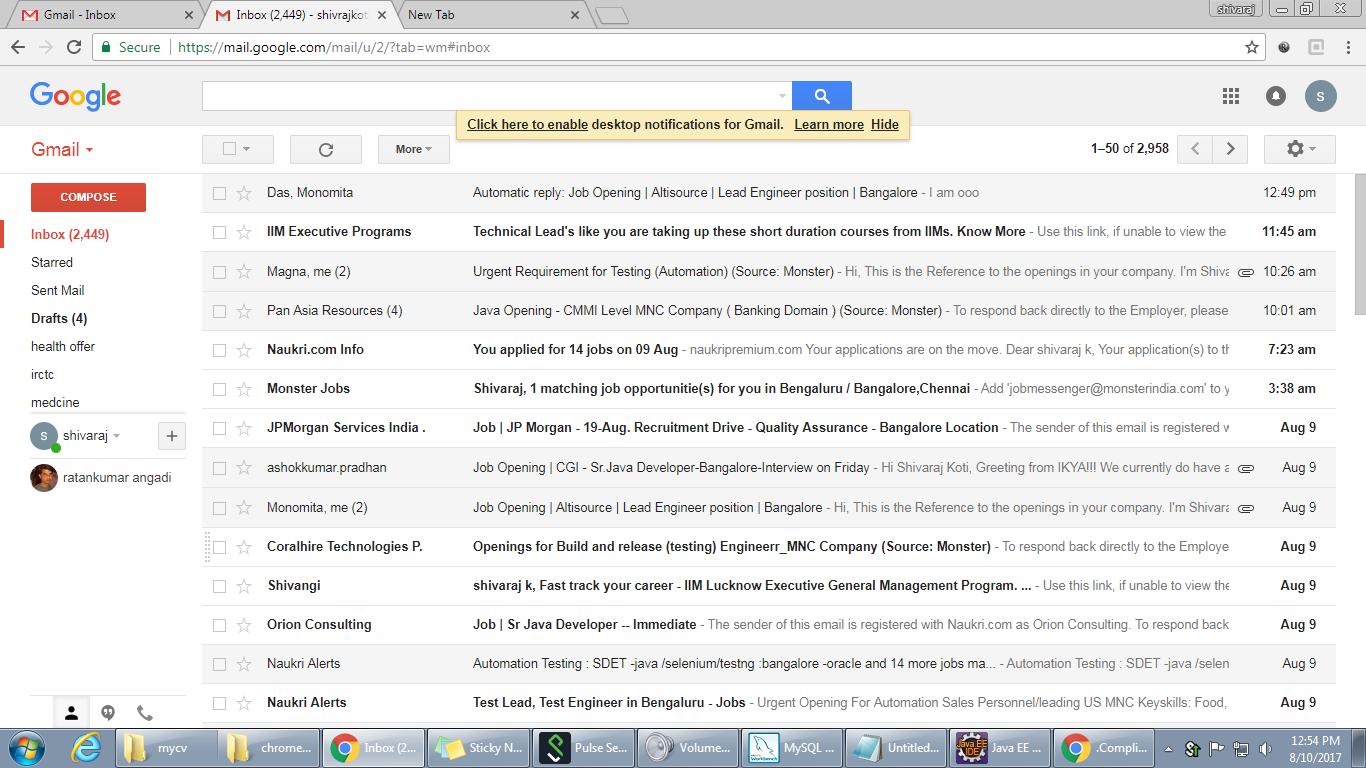 Gmail - Inbox
Inbox (2,449) - shivrajkot
New Tab
shivaraj
Secure
https://mail.google.com/mail/u/2/?tab=wm#inbox
Google
S
Click here to enable desktop notifications for Gmail. Learn more Hide
Gmail
More
1–50 of 2,958
COMPOSE
Inbox (2,449)
Starred
Sent Mail
Drafts (4)
health offer
irctc
medcine
S shivaraj +
ratankumar angadi
Das, Monomita Automatic reply: Job Opening | Altisource | Lead Engineer position | Bangalore - I am ooo 12:49 pm
IIM Executive Programs Technical Lead's like you are taking up these short duration courses from IIMs. Know More - Use this link, if unable to view the 11:45 am
Magna, me (2) Urgent Requirement for Testing (Automation) (Source: Monster) - Hi, This is the Reference to the openings in your company. I'm Shiva 10:26 am
Pan Asia Resources (4) Java Opening - CMMI Level MNC Company ( Banking Domain ) (Source: Monster) - To respond back directly to the Employer, please 10:01 am
Naukri.com Info You applied for 14 jobs on 09 Aug - naukripremium.com Your applications are on the move. Dear shivaraj k, Your application(s) to th 7:23 am
Monster Jobs Shivaraj, 1 matching job opportunitie(s) for you in Bengaluru / Bangalore,Chennai - Add 'jobmessenger@monsterindia.com' to y 3:38 am
JPMorgan Services India . Job | JP Morgan - 19-Aug. Recruitment Drive - Quality Assurance - Bangalore Location - The sender of this email is registered w Aug 9
ashokkumar.pradhan Job Opening | CGI - Sr.Java Developer-Bangalore-Interview on Friday - Hi Shivaraj Koti, Greeting from IKYA!!! We currently do have a Aug 9
Monomita, me (2) Job Opening | Altisource | Lead Engineer position | Bangalore - Hi, This is the Reference to the openings in your company. I'm Shivara Aug 9
Coralhire Technologies P. Openings for Build and release (testing) Engineerr_MNC Company (Source: Monster) - To respond back directly to the Employe Aug 9
Shivangi shivaraj k, Fast track your career - IIM Lucknow Executive General Management Program. ... - Use this link, if unable to view the Aug 9
Orion Consulting Job | Sr Java Developer -- Immediate - The sender of this email is registered with Naukri.com as Orion Consulting. To respond back Aug 9
Naukri Alerts Automation Testing : SDET -java /selenium/testng :bangalore -oracle and 14 more jobs ma... - Automation Testing : SDET -java /selen Aug 9
Naukri Alerts Test Lead, Test Engineer in Bengaluru - Jobs - Urgent Opening For Automation Sales Personnel/leading US MNC Keyskills: Food, Aug 9
mycv
chrome...
Inbox (2...
Sticky N...
Pulse Se...
Volume...
MySQL ...
Untitled...
Java EE IDE
Java EE ...
.Compli...
12:54 PM
8/10/2017